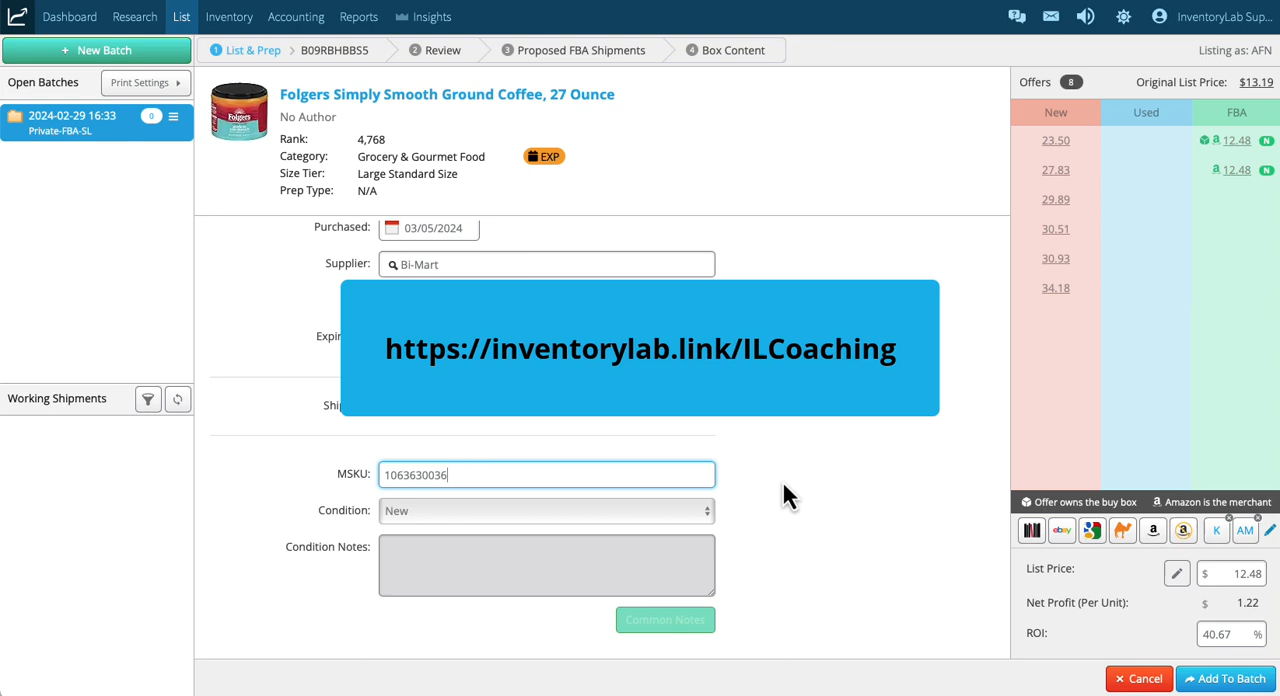 Dashboard Research List Inventory Accounting Reports Insights InventoryLab Sup...
+ New Batch
1 List & Prep > B09RBHBBS5 2 Review 3 Proposed FBA Shipments 4 Box Content Listing as: AFN
Open Batches Print Settings
2024-02-29 16:33 0
Private-FBA-SL
Working Shipments
Folgers
Folgers Simply Smooth Ground Coffee, 27 Ounce
No Author
Rank: 4,768
Category: Grocery & Gourmet Food EXP
Size Tier: Large Standard Size
Prep Type: N/A
Purchased: 03/05/2024
Supplier: Bi-Mart
Expir
https://inventorylab.link/ILCoaching
Ship
MSKU: 1063630036
Condition: New
Condition Notes:
Common Notes
Offers 8 Original List Price: $13.19
New Used FBA
23.50 a 12.48 N
27.83 a 12.48 N
29.89
30.51
30.93
34.18
Offer owns the buy box a Amazon is the merchant
ebay a a K AM
List Price: $ 12.48
Net Profit (Per Unit): $ 1.22
ROI: 40.67 %
× Cancel Add To Batch